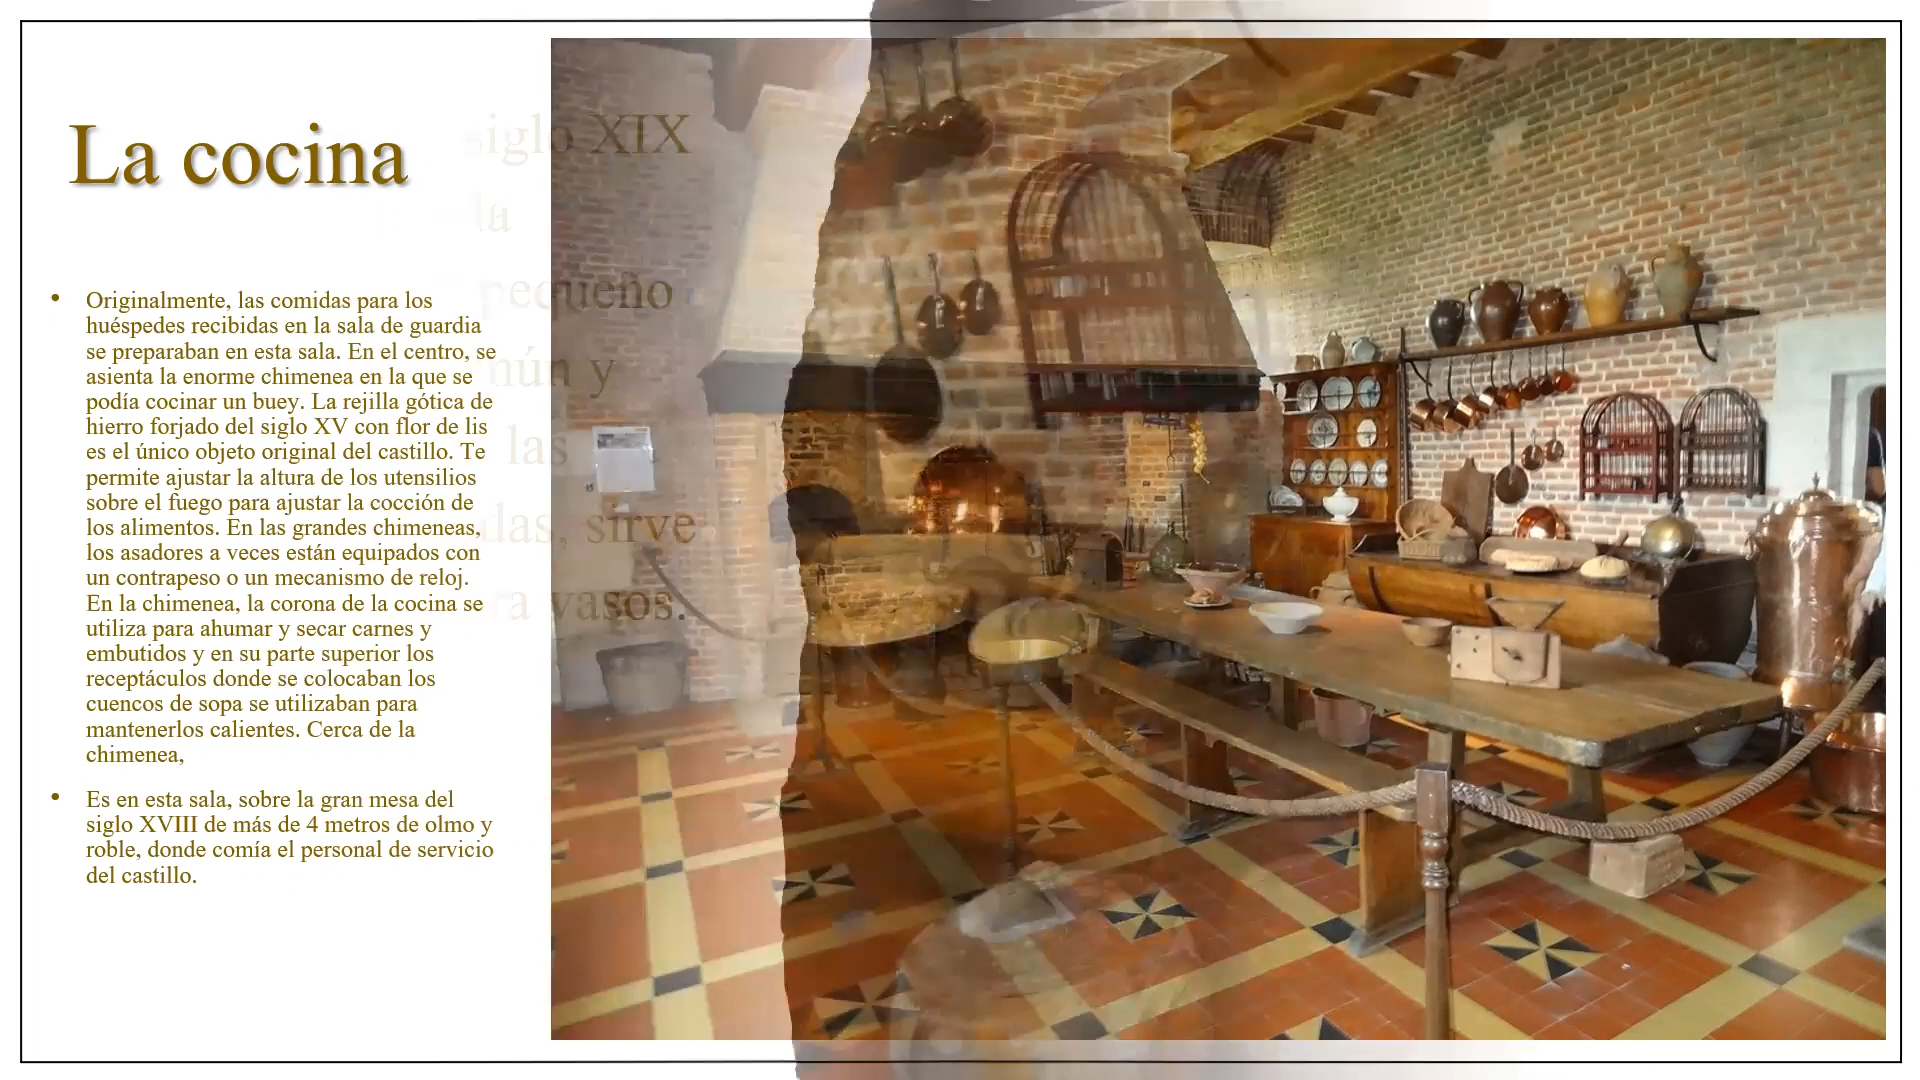 La cocina
siglo XIX
la
pequeño
y
las
sirve
vasos.
• Originalmente, las comidas para los
huéspedes recibidas en la sala de guardia
se preparaban en esta sala. En el centro, se
asienta la enorme chimenea en la que se
podía cocinar un buey. La rejilla gótica de
hierro forjado del siglo XV con flor de lis
es el único objeto original del castillo. Te
permite ajustar la altura de los utensilios
sobre el fuego para ajustar la cocción de
los alimentos. En las grandes chimeneas,
los asadores a veces están equipados con
un contrapeso o un mecanismo de reloj.
En la chimenea, la corona de la cocina se
utiliza para ahumar y secar carnes y
embutidos y en su parte superior los
receptáculos donde se colocaban los
cuencos de sopa se utilizaban para
mantenerlos calientes. Cerca de la
chimenea,
• Es en esta sala, sobre la gran mesa del
siglo XVIII de más de 4 metros de olmo y
roble, donde comía el personal de servicio
del castillo.